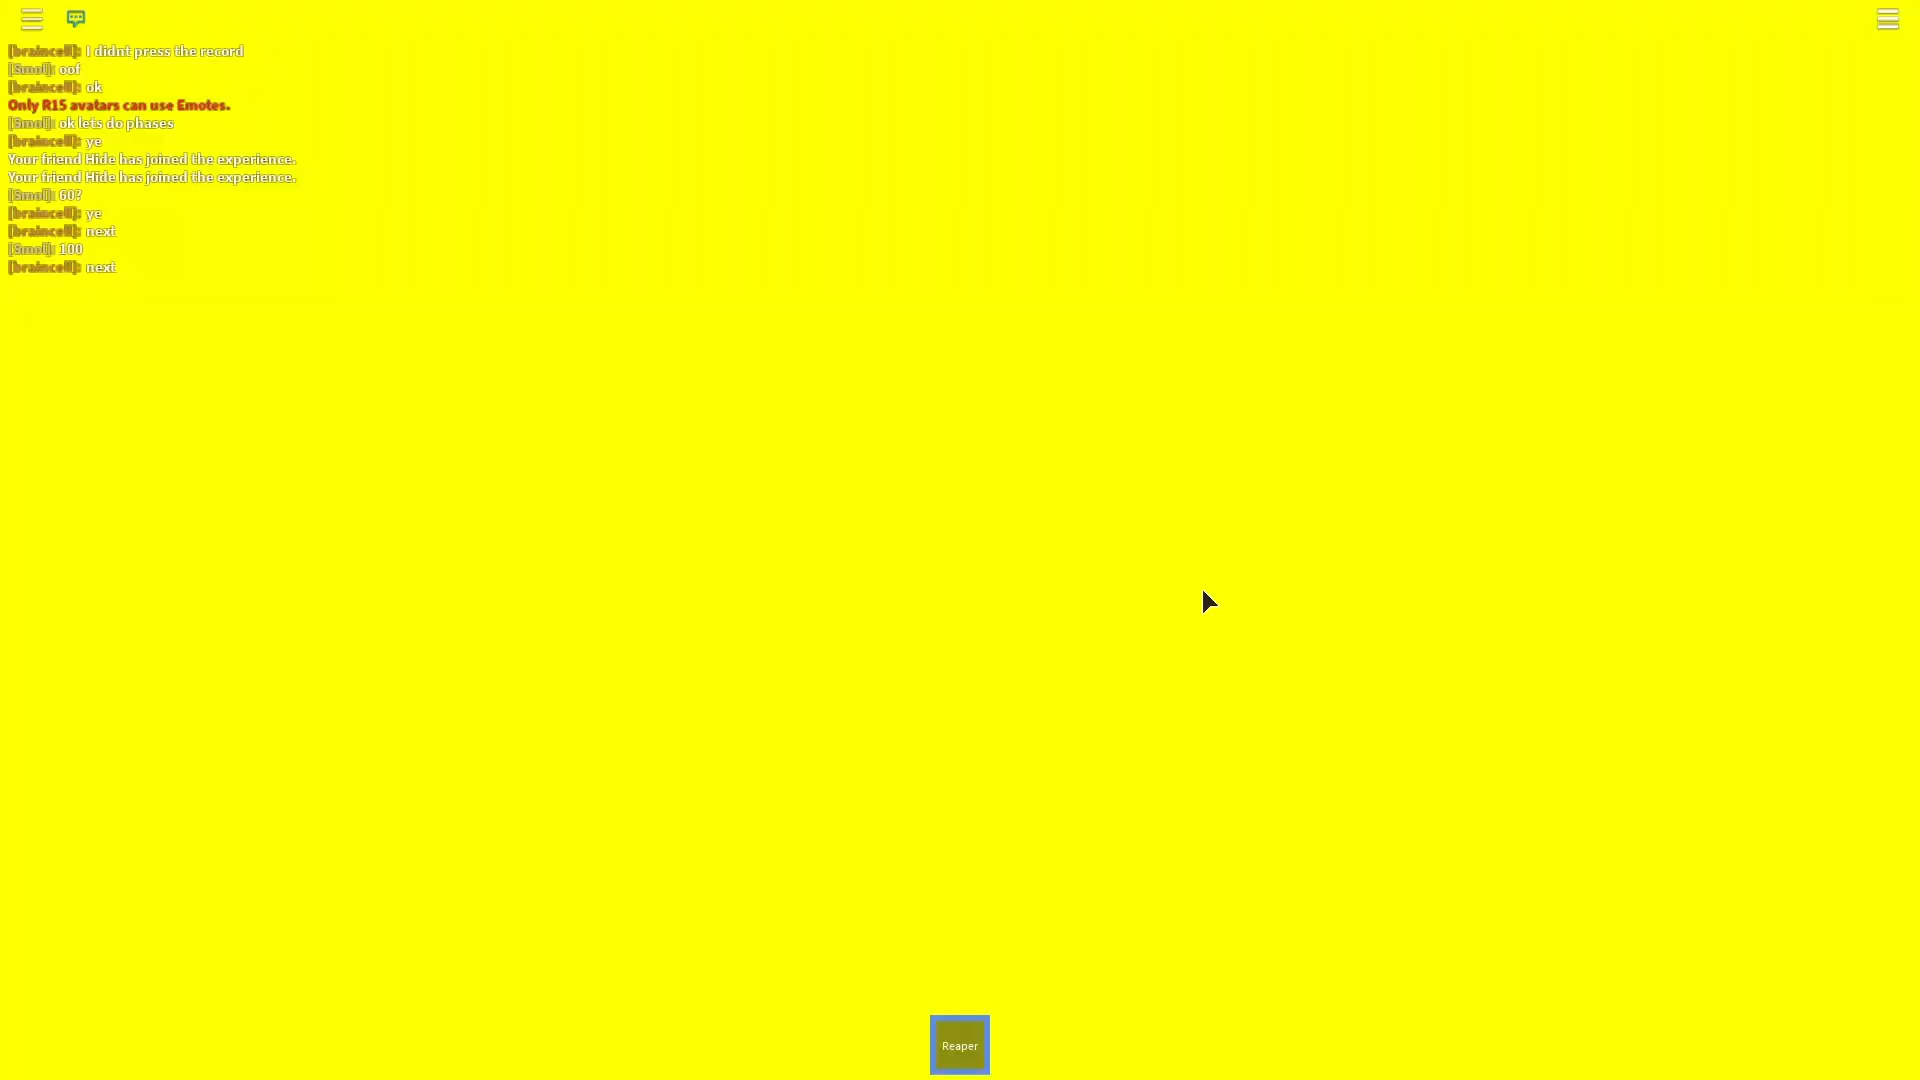 [braincell]: I didnt press the record
[Smol]: oof
[braincell]: ok
Only R15 avatars can use Emotes.
[Smol]: ok lets do phases
[braincell]: ye
Your friend Hide has joined the experience.
Your friend Hide has joined the experience.
[Smol]: 60?
[braincell]: ye
[braincell]: next
[Smol]: 100
[braincell]: next
Reaper